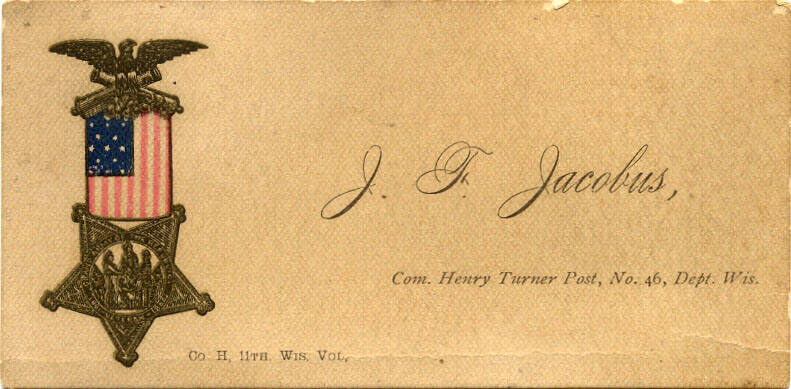 J. F. Jacobus,
Com. Henry Turner Post, No. 46, Dept. Wis.
Co. H, 11TH. WIS. VOL,